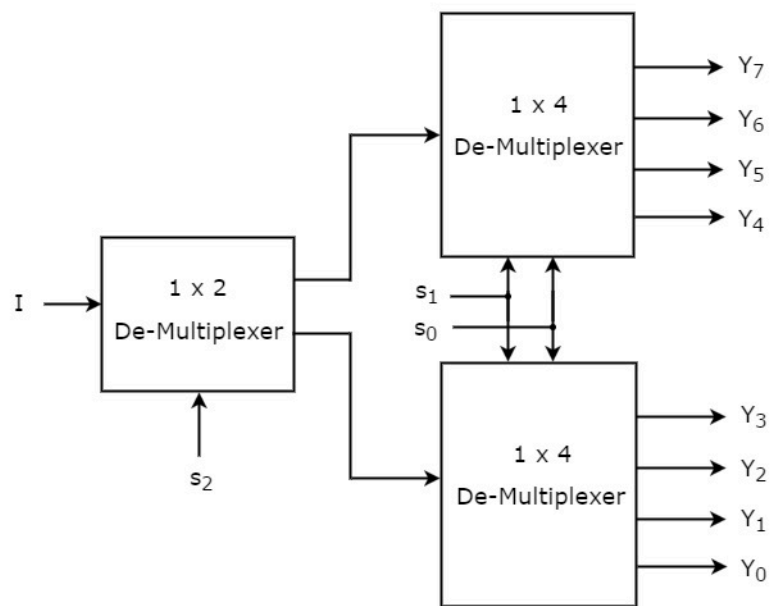 1 x 4
De-Multiplexer
Y₇
Y₆
Y₅
Y₄
I
1 x 2
De-Multiplexer
s₂
s₁
s₀
1 x 4
De-Multiplexer
Y₃
Y₂
Y₁
Y₀